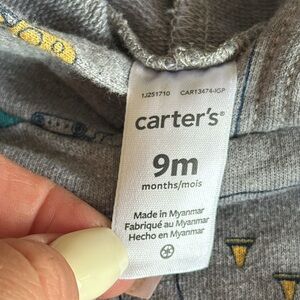 1J251710 CAR13474-IGP
carter's®
9m
months/mois
Made in Myanmar
Fabriqué au Myanmar
Hecho en Myanmar